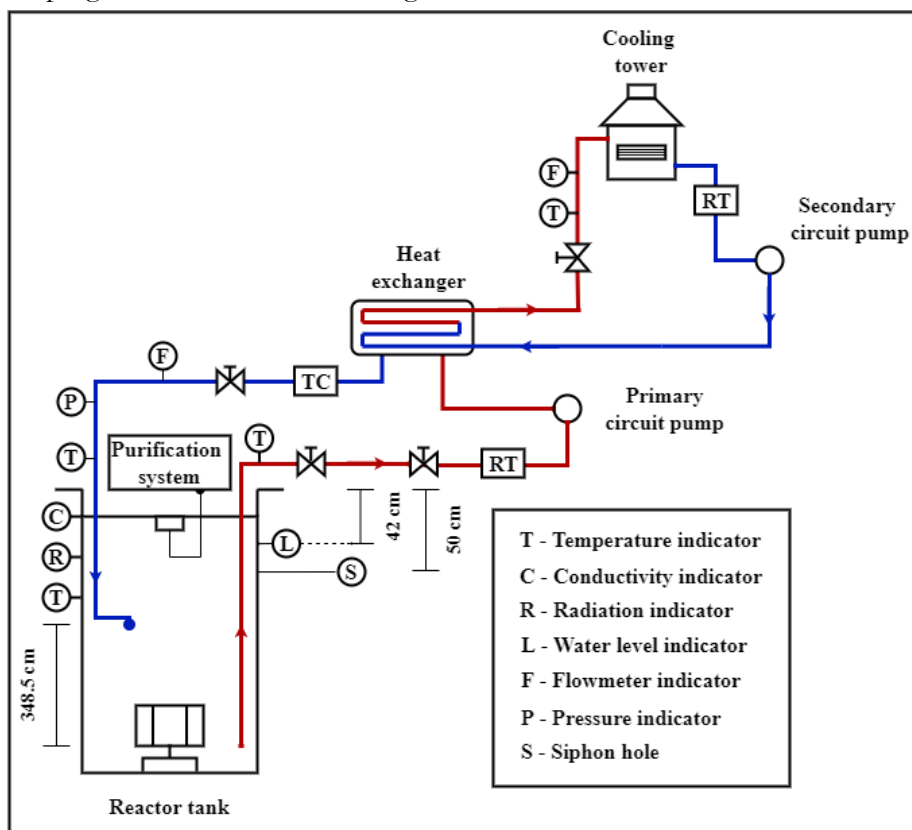 Cooling
tower
F
T
RT
Secondary
circuit pump
Heat
exchanger
F
TC
P
Primary
circuit pump
T
T
RT
Purification
system
C
L
42 cm
50 cm
R
S
T
348.5 cm
Reactor tank
T - Temperature indicator
C - Conductivity indicator
R - Radiation indicator
L - Water level indicator
F - Flowmeter indicator
P - Pressure indicator
S - Siphon hole